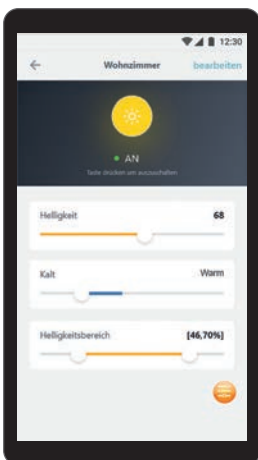 12:30
Wohnzimmer bearbeiten
AN
Taste drücken um auszuschalten
Helligkeit 68
Kalt Warm
Helligkeitsbereich [46,70%]